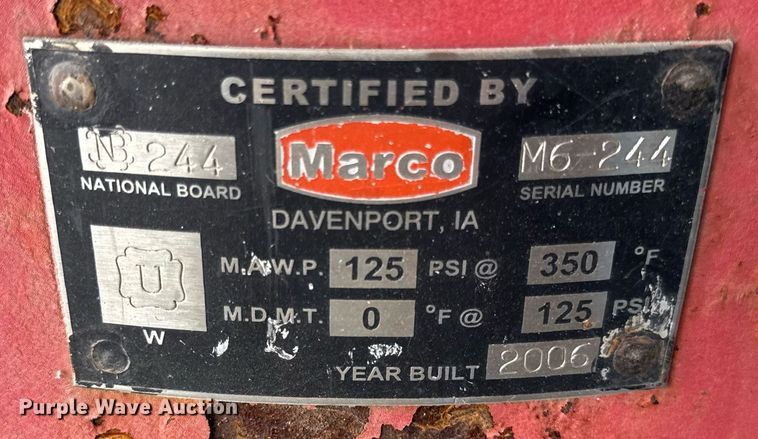 CERTIFIED BY
NB 244 Marco M6-244
NATIONAL BOARD SERIAL NUMBER
DAVENPORT, IA
U M.A.W.P. 125 PSI @ 350 °F
W M.D.M.T. 0 °F @ 125 PSI
YEAR BUILT 2006
Purple Wave Auction